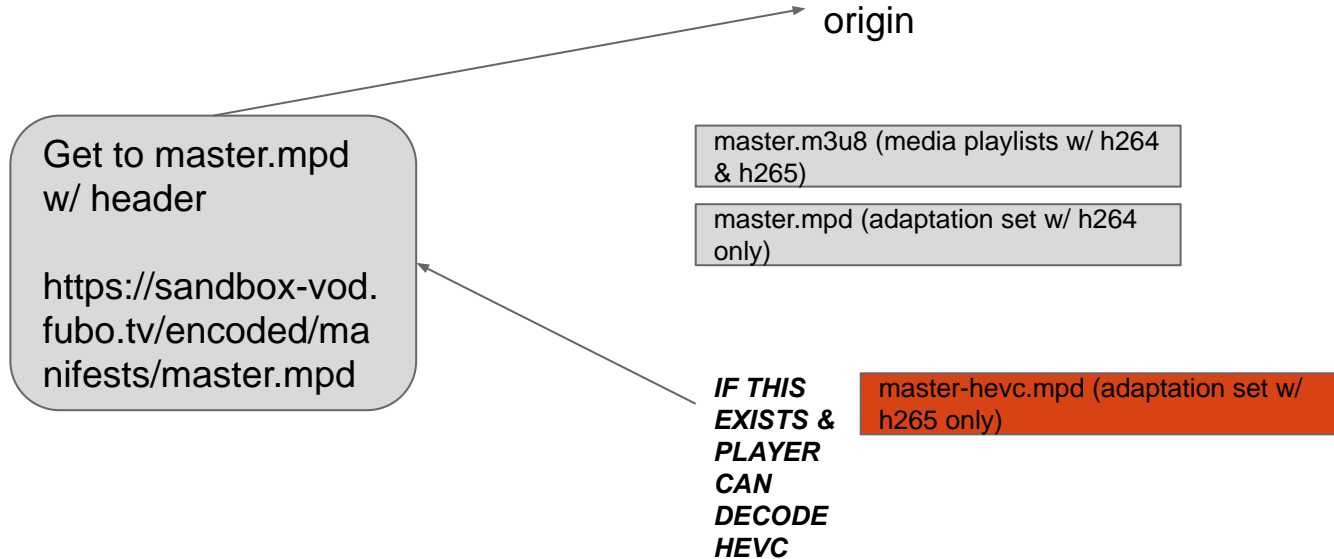 origin
Get to master.mpd
w/ header
https://sandbox-vod.
fubo.tv/encoded/ma
nifests/master.mpd
master.m3u8 (media playlists w/ h264
& h265)
master.mpd (adaptation set w/ h264
only)
IF THIS
EXISTS &
PLAYER
CAN
DECODE
HEVC
master-hevc.mpd (adaptation set w/
h265 only)